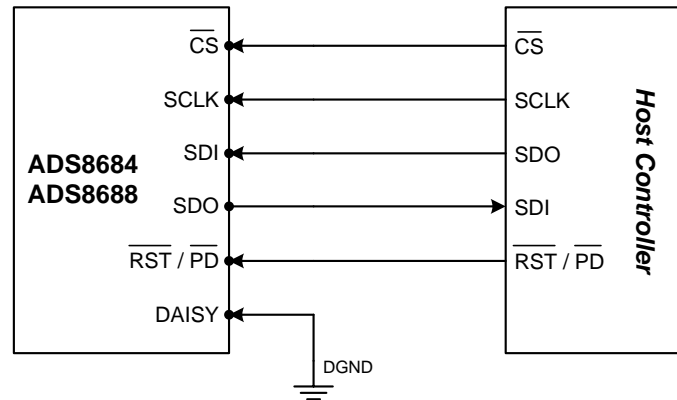 CS
CS
SCLK
SCLK
SDI
SDO
ADS8684
ADS8688
SDO
SDI
RST / PD
RST / PD
DAISY
DGND
Host Controller